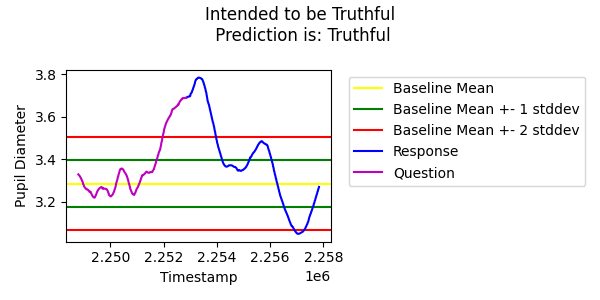 Intended to be Truthful
Prediction is: Truthful
3.8
3.6
3.4
3.2
Pupil Diameter
2.250
2.252
2.254
2.256
2.258
1e6
Timestamp
Baseline Mean
Baseline Mean +- 1 stddev
Baseline Mean +- 2 stddev
Response
Question